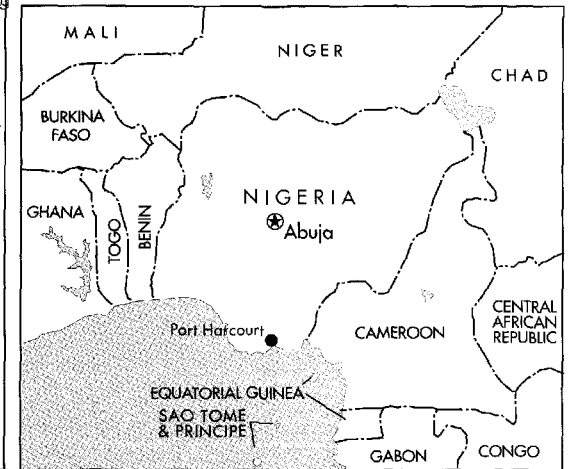 MALI
NIGER
CHAD
BURKINA
FASO
NIGERIA
GHANA
TOGO
BENIN
Abuja
Port Harcourt
CAMEROON
CENTRAL
AFRICAN
REPUBLIC
EQUATORIAL GUINEA
SAO TOME
& PRINCIPE
GABON
CONGO